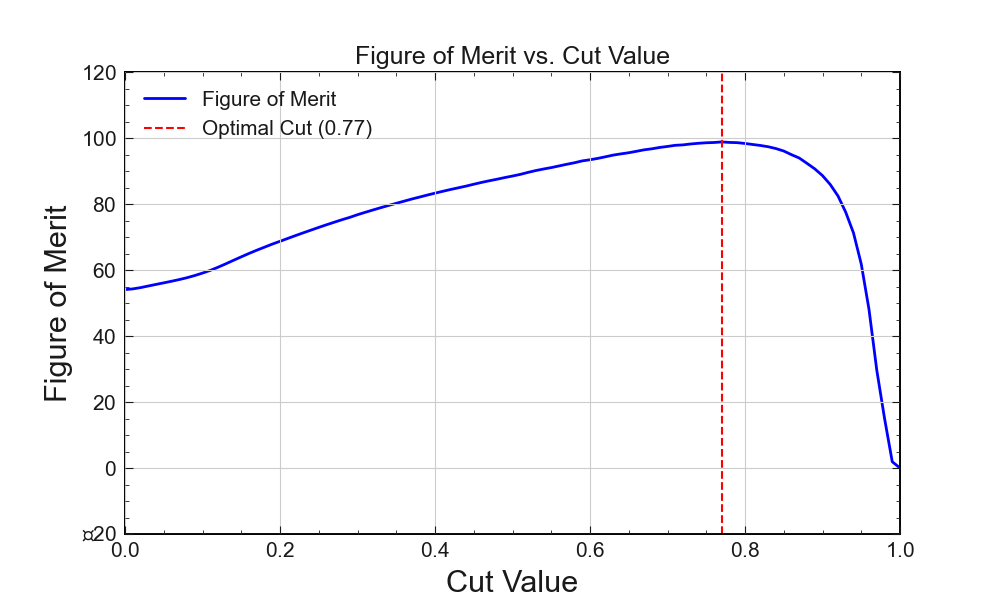 Figure of Merit vs. Cut Value
Figure of Merit
Optimal Cut (0.77)
Figure of Merit
120
100
80
60
40
20
0
¤20
0.0 0.2 0.4 0.6 0.8 1.0
Cut Value